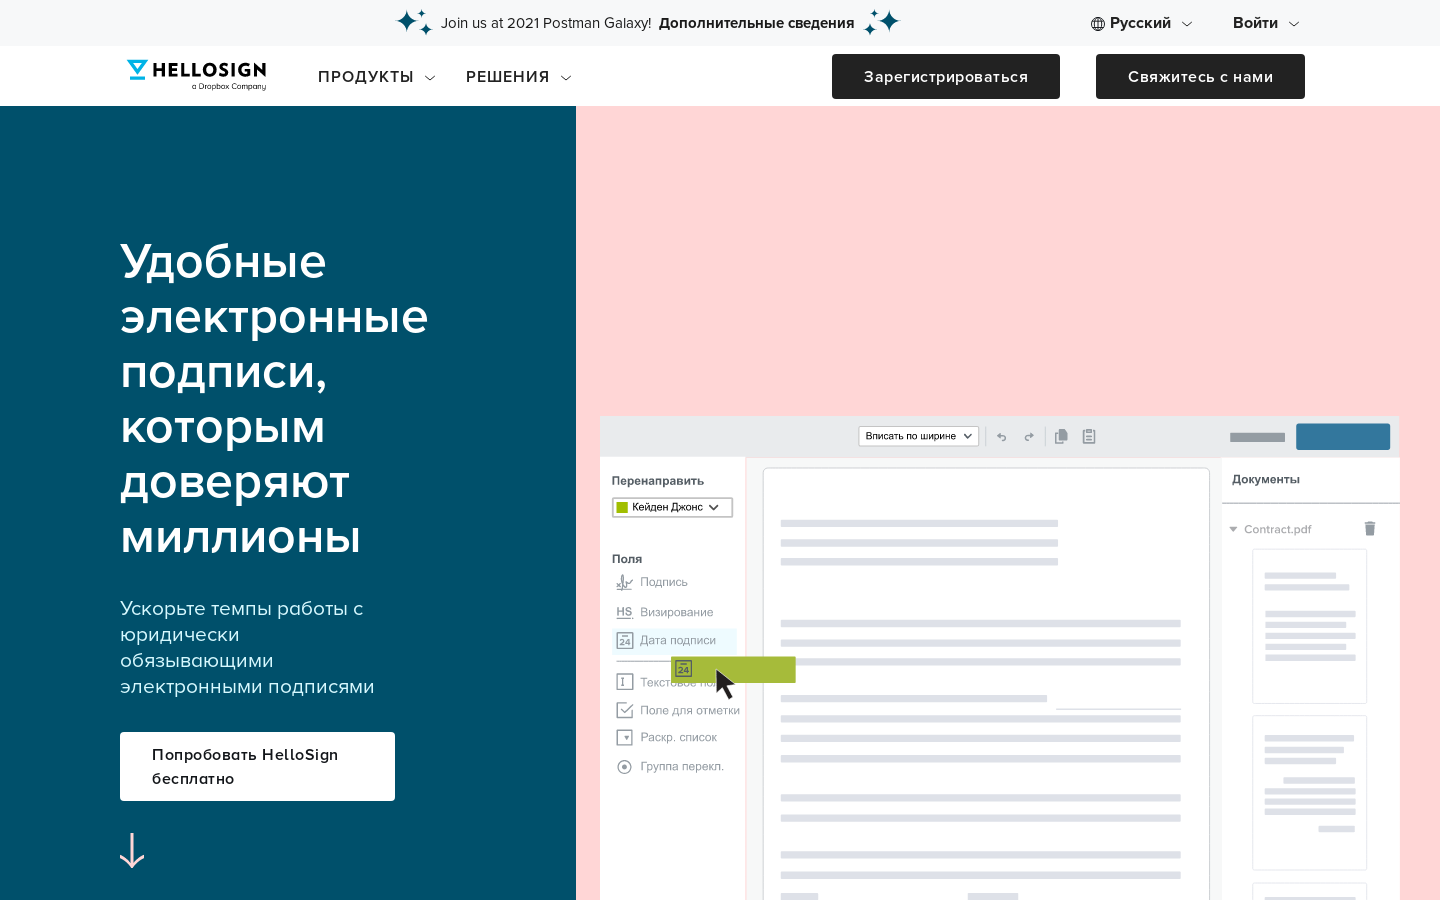 Join us at 2021 Postman Galaxy! Дополнительные сведения
Русский
Войти
HELLOSIGN
a Dropbox Company
ПРОДУКТЫ
РЕШЕНИЯ
Зарегистрироваться
Свяжитесь с нами
Удобные
электронные
подписи,
которым
доверяют
миллионы
Ускорьте темпы работы с
юридически
обязывающими
электронными подписями
Попробовать HelloSign
бесплатно
Вписать по ширине
Перенаправить
Кейден Джонс
Поля
Подпись
HS Визирование
24 Дата подписи
24
Текстовое
Поле для отметки
Раскр. список
Группа перекл.
Документы
Contract.pdf